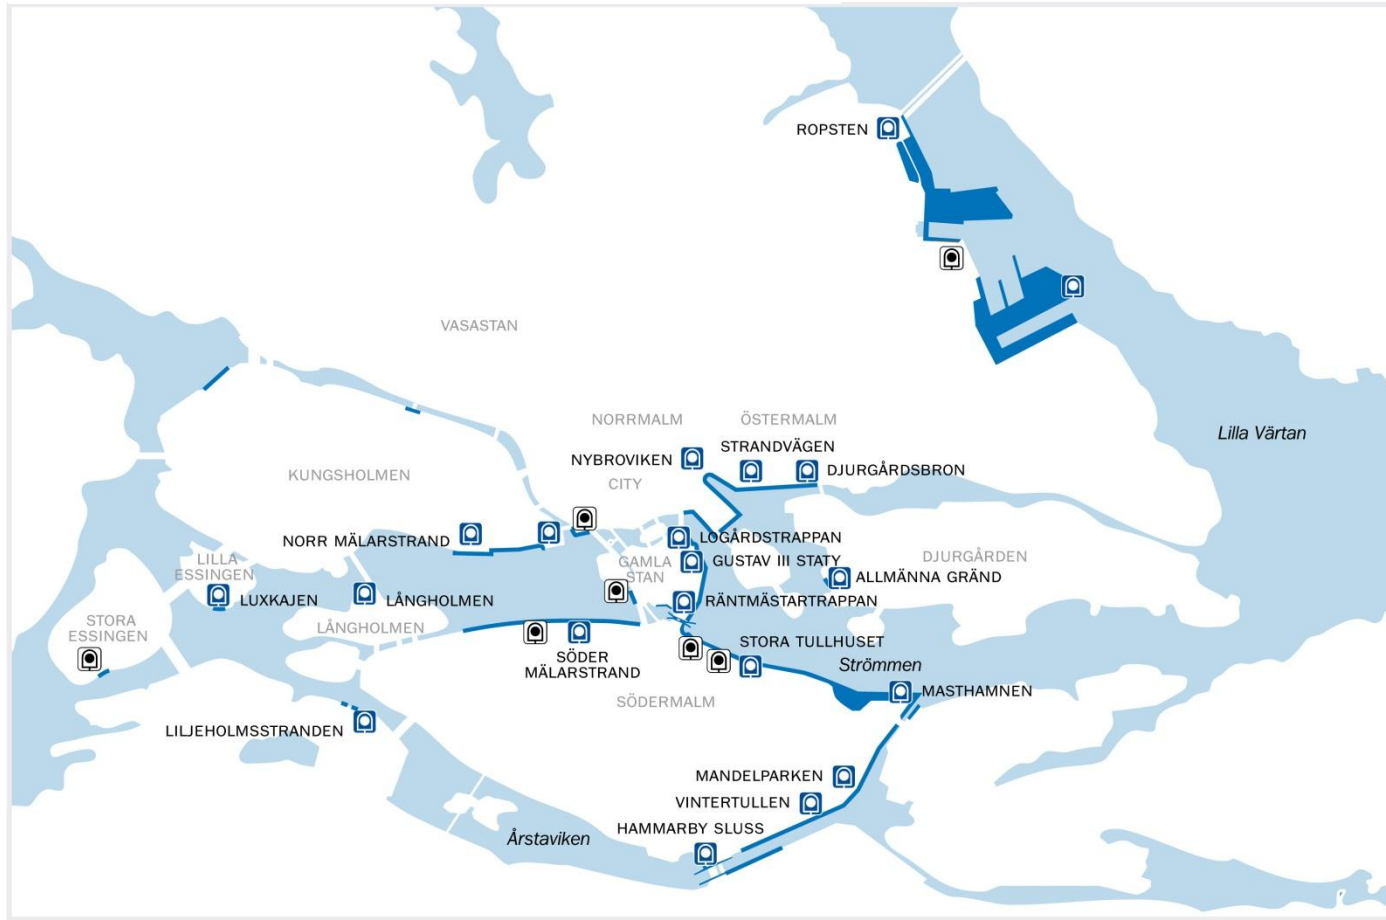 ROPSTEN
VASASTAN
NORRMALM
ÖSTERMALM
STRANDVÄGEN
Lilla Värtan
NYBROVIKEN
DJURGÅRDSBRON
KUNGSHOLMEN
CITY
NORR MÄLARSTRAND
LOGÅRDSTRAPPAN
LILLA
ESSINGEN
GAMLA
STAN
GUSTAV III STATY
DJURGÅRDEN
ALLMÄNNA GRÄND
LUXKAJEN
LÅNGHOLMEN
RÄNTMÄSTARTRAPPAN
STORA
ESSINGEN
LÅNGHOLMEN
STORA TULLHUSET
SÖDER
MÄLARSTRAND
Strömmen
MASTHAMNEN
SÖDERMALM
LILJEHOLMSSTRANDEN
MANDELPARKEN
VINTERTULLEN
HAMMARBY SLUSS
Årstaviken